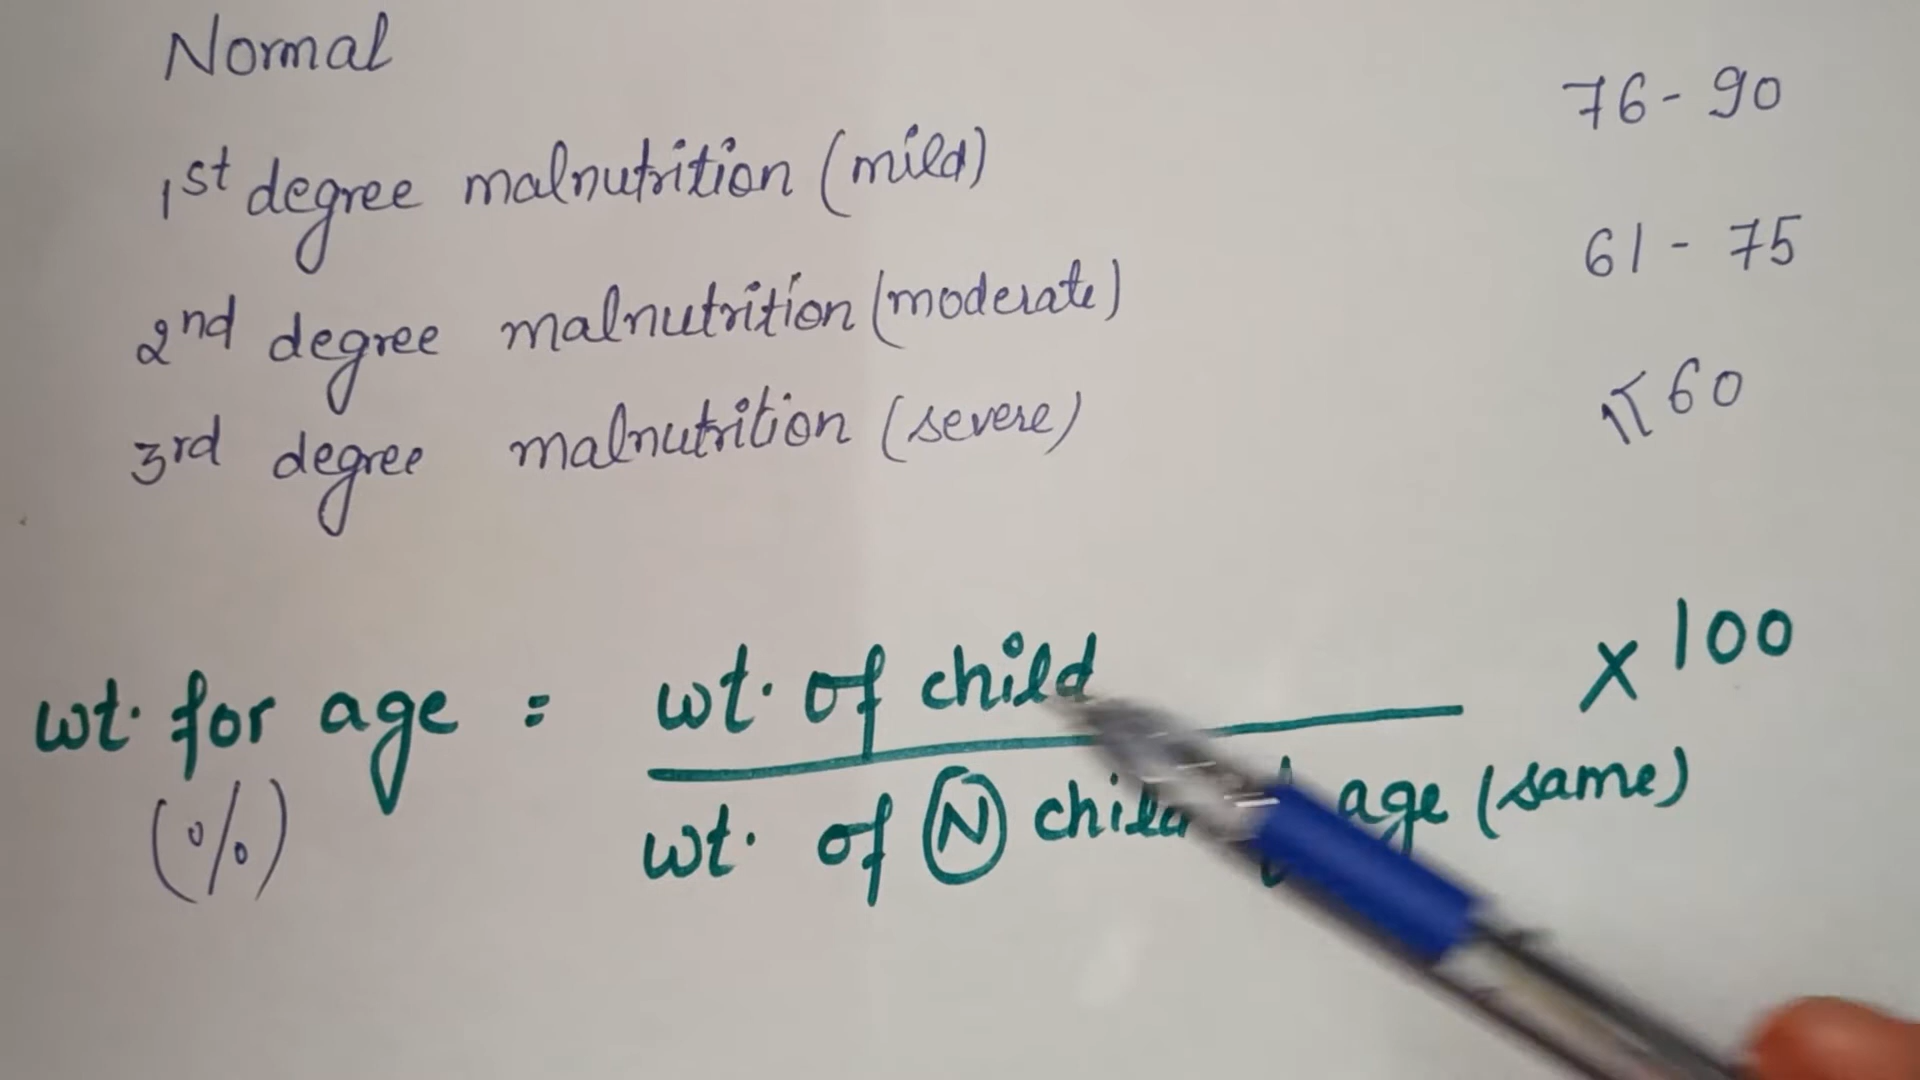 Normal
76-90
1st degree malnutrition (mild)
61-75
2nd degree malnutrition (moderate)
≤60
3rd degree malnutrition (severe)
wt. for age = wt. of child × 100
(%)
wt. of Ⓝ child age (same)